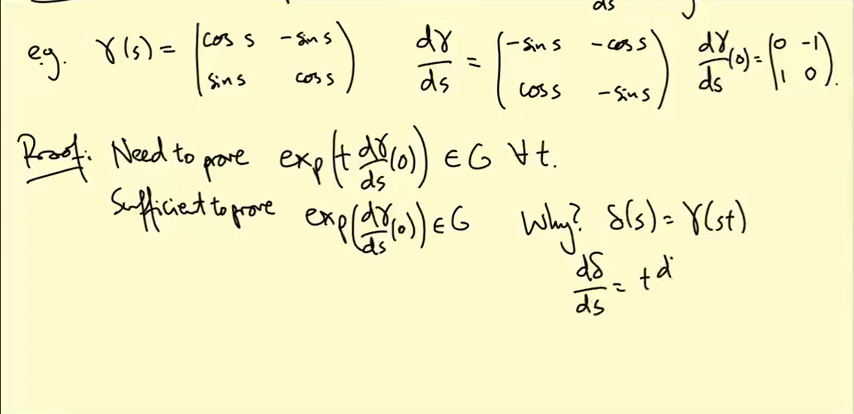 ds
e.g. γ(s) = (cos s -sin s / sin s cos s) dγ/ds = (-sin s -cos s / cos s -sin s) dγ/ds(0) = (0 -1 / 1 0).
Proof: Need to prove exp(t dγ/ds(0)) ∈ G ∀ t.
Sufficient to prove exp(dγ/ds(0)) ∈ G Why? δ(s) = γ(st)
dδ/ds = t d